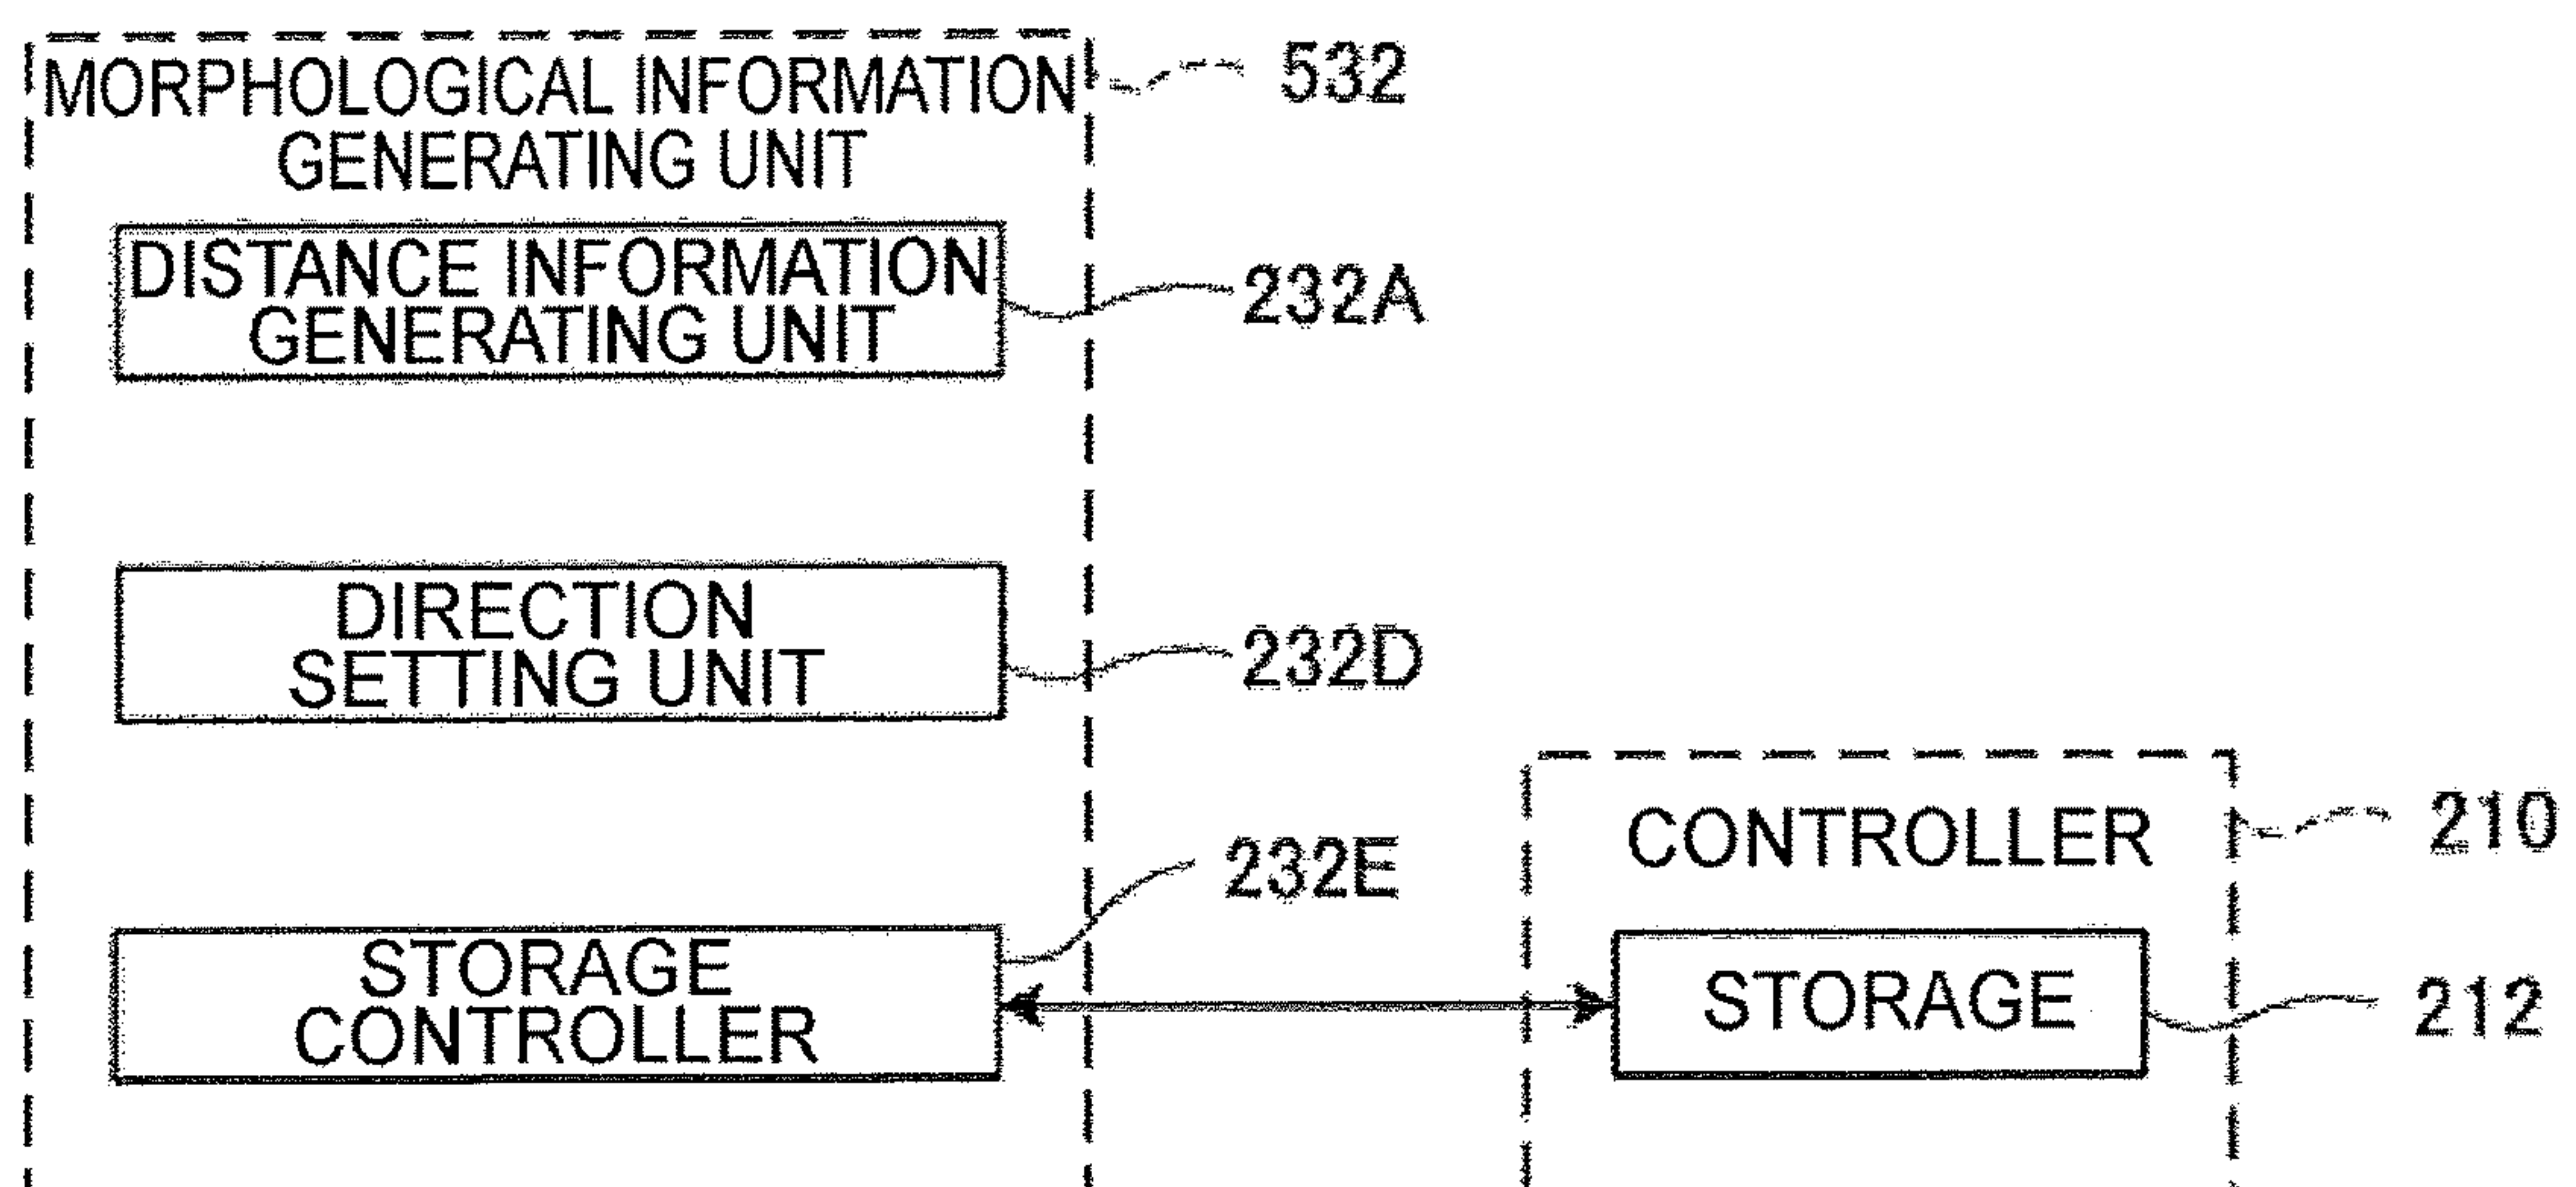 MORPHOLOGICAL INFORMATION
GENERATING UNIT
532
DISTANCE INFORMATION
GENERATING UNIT
232A
DIRECTION
SETTING UNIT
232D
STORAGE
CONTROLLER
232E
CONTROLLER
210
STORAGE
212